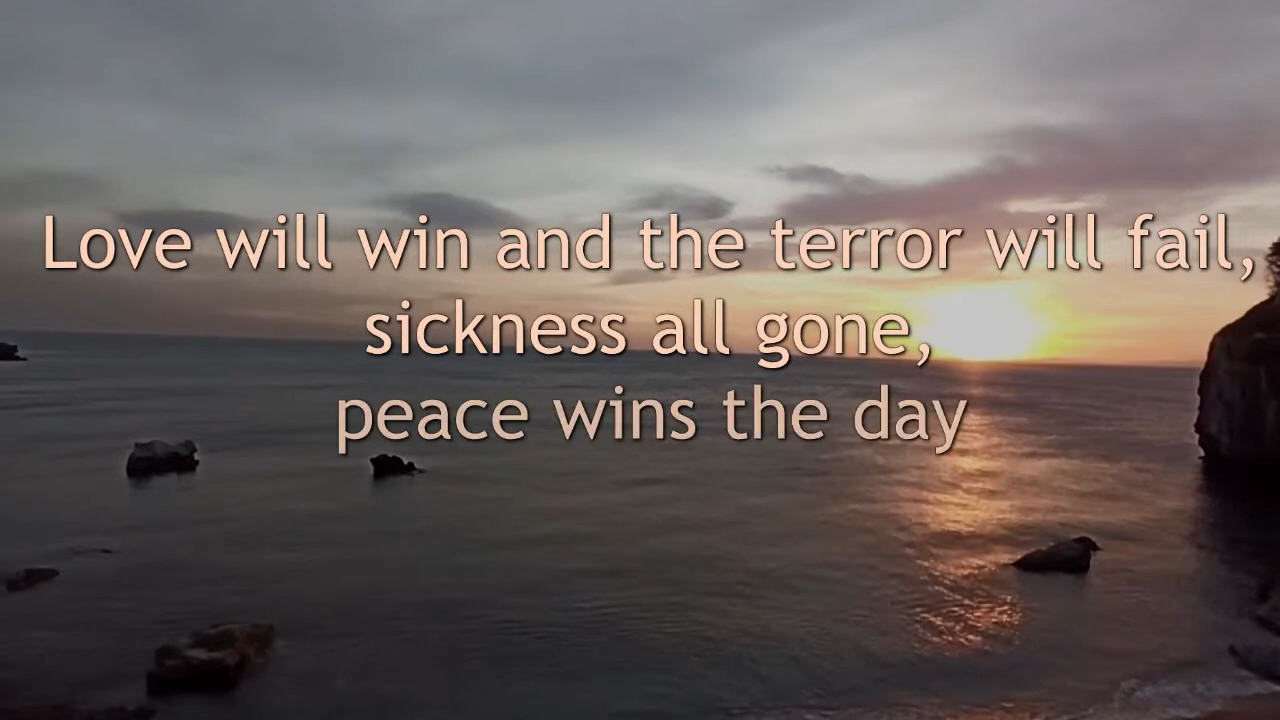 Love will win and the terror will fail,
sickness all gone,
peace wins the day